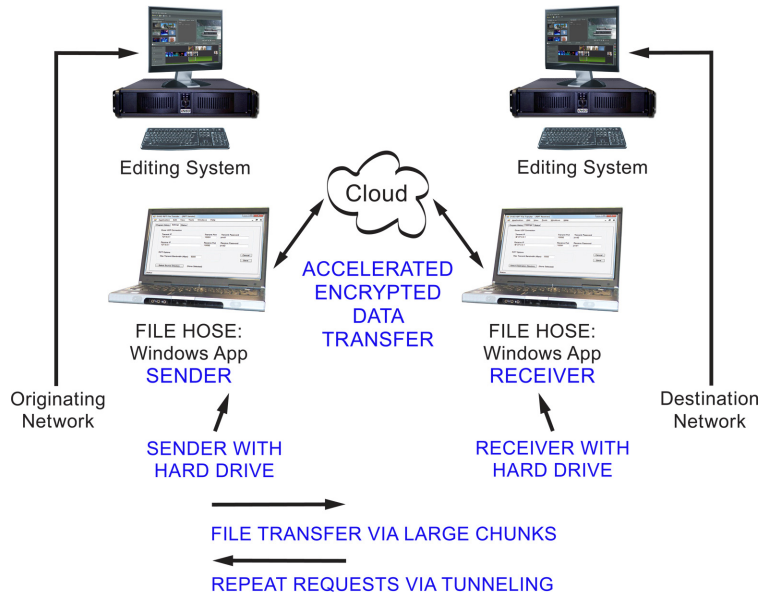 Editing System
Editing System
Cloud
ACCELERATED
ENCRYPTED
DATA
TRANSFER
FILE HOSE:
Windows App
SENDER
FILE HOSE:
Windows App
RECEIVER
Originating
Network
Destination
Network
SENDER WITH
HARD DRIVE
RECEIVER WITH
HARD DRIVE
FILE TRANSFER VIA LARGE CHUNKS
REPEAT REQUESTS VIA TUNNELING